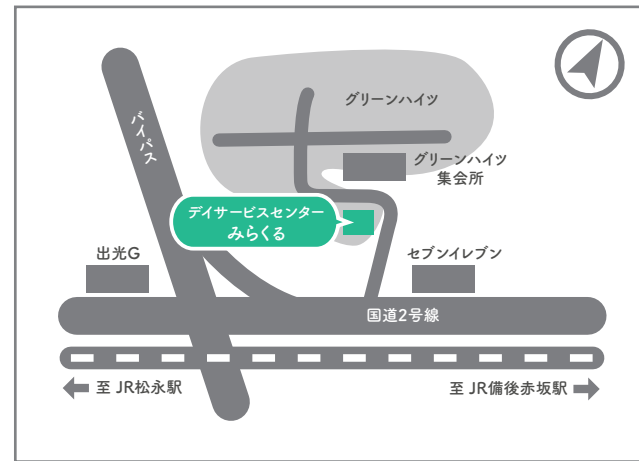 グリーンハイツ
バイパス
グリーンハイツ
集会所
デイサービスセンター
みらくる
出光G
セブンイレブン
国道2号線
至 JR松永駅
至 JR備後赤坂駅